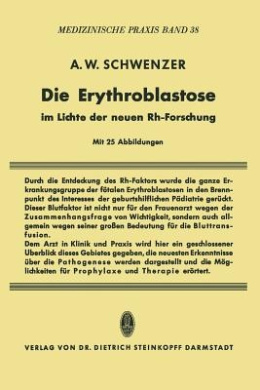 MEDIZINISCHE PRAXIS BAND 38
A. W. SCHWENZER
Die Erythroblastose
im Lichte der neuen Rh-Forschung
Mit 25 Abbildungen
Durch die Entdeckung des Rh-Faktors wurde die ganze Er-
krankungsgruppe der fötalen Erythroblastosen in den Brenn-
punkt des Interesses der geburtshilflichen Pädiatrie gerückt.
Dieser Blutfaktor ist nicht nur für den Frauenarzt wegen der
Zusammenhangsfrage von Wichtigkeit, sondern auch all-
gemein wegen seiner großen Bedeutung für die Bluttrans-
fusion.
Dem Arzt in Klinik und Praxis wird hier ein geschlossener
Überblick dieses Gebietes gegeben, die neuesten Erkenntnisse
über die Pathogenese werden dargestellt und die Mög-
lichkeiten für Prophylaxe und Therapie erörtert.
VERLAG VON DR. DIETRICH STEINKOPFF DARMSTADT